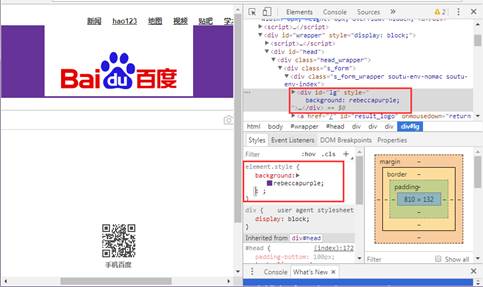 新闻 hao123 地图 视频 贴吧 学
Bai du 百度
手机百度
Elements »
▶<script>…</script>
▼<div id="wrapper" style="display: block;">
▶<script>…</script>
▼<div id="head">
▼<div class="head_wrapper">
▼<div class="s_form">
▼<div class="s_form_wrapper soutu-env-nomac soutu-env-index">
▶<div id="lg" style="
background: rebeccapurple;
">…</div> == $0
▶<a href="/" id="result_logo" onmousedown="return
html body #wrapper #head div div div div#lg
Styles Event Listeners DOM Breakpoints Properties
Filter :hov .cls +
element.style {
background:▶
rebeccapurple;
: ;
}
div { user agent stylesheet
display: block;
}
Inherited from div#head
#head { (index):172
padding-bottom: 100px;
margin –
border –
padding –
810 × 132
Filter Show all
Console What's New ×